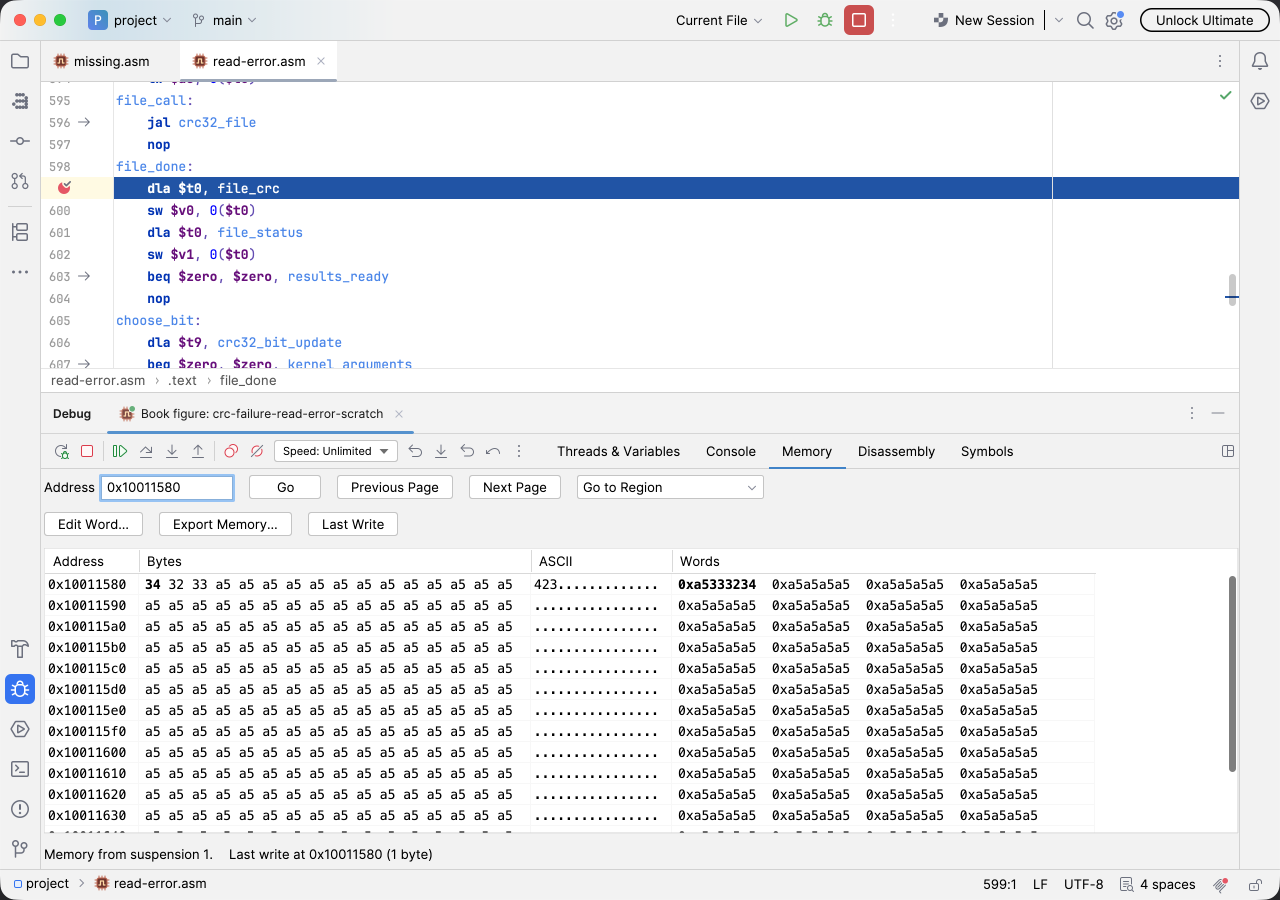 P project main Current File New Session Unlock Ultimate
missing.asm read-error.asm
595 file_call:
596 jal crc32_file
597 nop
598 file_done:
dla $t0, file_crc
600 sw $v0, 0($t0)
601 dla $t0, file_status
602 sw $v1, 0($t0)
603 beq $zero, $zero, results_ready
604 nop
605 choose_bit:
606 dla $t9, crc32_bit_update
607 beq $zero, $zero, kernel_arguments
read-error.asm › .text › file_done
Debug Book figure: crc-failure-read-error-scratch
Speed: Unlimited Threads & Variables Console Memory Disassembly Symbols
Address 0x10011580 Go Previous Page Next Page Go to Region
Edit Word... Export Memory... Last Write
Address Bytes ASCII Words
0x10011580 34 32 33 a5 a5 a5 a5 a5 a5 a5 a5 a5 a5 a5 a5 a5 423............. 0xa5333234 0xa5a5a5a5 0xa5a5a5a5 0xa5a5a5a5
0x10011590 a5 a5 a5 a5 a5 a5 a5 a5 a5 a5 a5 a5 a5 a5 a5 a5 ................ 0xa5a5a5a5 0xa5a5a5a5 0xa5a5a5a5 0xa5a5a5a5
0x100115a0 a5 a5 a5 a5 a5 a5 a5 a5 a5 a5 a5 a5 a5 a5 a5 a5 ................ 0xa5a5a5a5 0xa5a5a5a5 0xa5a5a5a5 0xa5a5a5a5
0x100115b0 a5 a5 a5 a5 a5 a5 a5 a5 a5 a5 a5 a5 a5 a5 a5 a5 ................ 0xa5a5a5a5 0xa5a5a5a5 0xa5a5a5a5 0xa5a5a5a5
0x100115c0 a5 a5 a5 a5 a5 a5 a5 a5 a5 a5 a5 a5 a5 a5 a5 a5 ................ 0xa5a5a5a5 0xa5a5a5a5 0xa5a5a5a5 0xa5a5a5a5
0x100115d0 a5 a5 a5 a5 a5 a5 a5 a5 a5 a5 a5 a5 a5 a5 a5 a5 ................ 0xa5a5a5a5 0xa5a5a5a5 0xa5a5a5a5 0xa5a5a5a5
0x100115e0 a5 a5 a5 a5 a5 a5 a5 a5 a5 a5 a5 a5 a5 a5 a5 a5 ................ 0xa5a5a5a5 0xa5a5a5a5 0xa5a5a5a5 0xa5a5a5a5
0x100115f0 a5 a5 a5 a5 a5 a5 a5 a5 a5 a5 a5 a5 a5 a5 a5 a5 ................ 0xa5a5a5a5 0xa5a5a5a5 0xa5a5a5a5 0xa5a5a5a5
0x10011600 a5 a5 a5 a5 a5 a5 a5 a5 a5 a5 a5 a5 a5 a5 a5 a5 ................ 0xa5a5a5a5 0xa5a5a5a5 0xa5a5a5a5 0xa5a5a5a5
0x10011610 a5 a5 a5 a5 a5 a5 a5 a5 a5 a5 a5 a5 a5 a5 a5 a5 ................ 0xa5a5a5a5 0xa5a5a5a5 0xa5a5a5a5 0xa5a5a5a5
0x10011620 a5 a5 a5 a5 a5 a5 a5 a5 a5 a5 a5 a5 a5 a5 a5 a5 ................ 0xa5a5a5a5 0xa5a5a5a5 0xa5a5a5a5 0xa5a5a5a5
0x10011630 a5 a5 a5 a5 a5 a5 a5 a5 a5 a5 a5 a5 a5 a5 a5 a5 ................ 0xa5a5a5a5 0xa5a5a5a5 0xa5a5a5a5 0xa5a5a5a5
Memory from suspension 1. Last write at 0x10011580 (1 byte)
project › read-error.asm 599:1 LF UTF-8 4 spaces